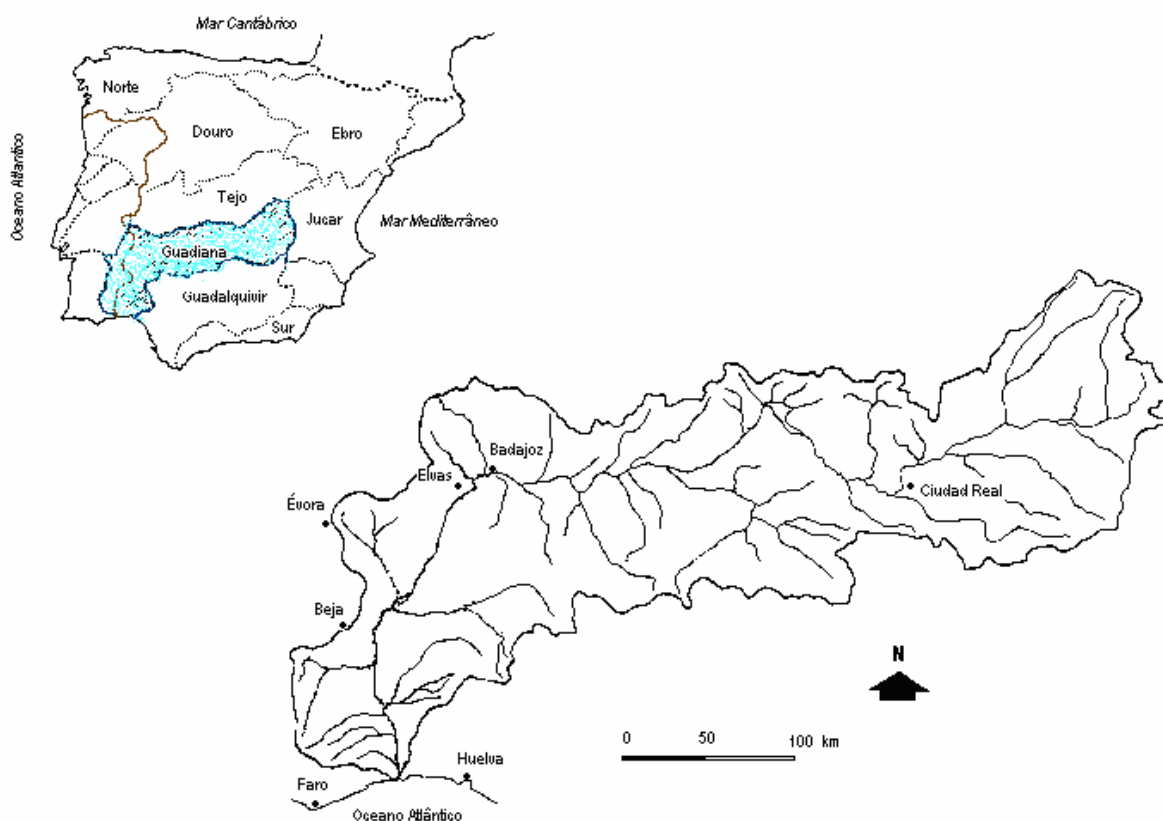 Mar Cantábrico
Norte
Douro
Ebro
Oceano Atlantico
Tejo
Jucar
Mar Mediterrâneo
Guadiana
Guadalquivir
Sur
Badajoz
Elvas
Ciudad Real
Évora
Beja
N
0 50 100 km
Huelva
Faro
Oceano Atlântico